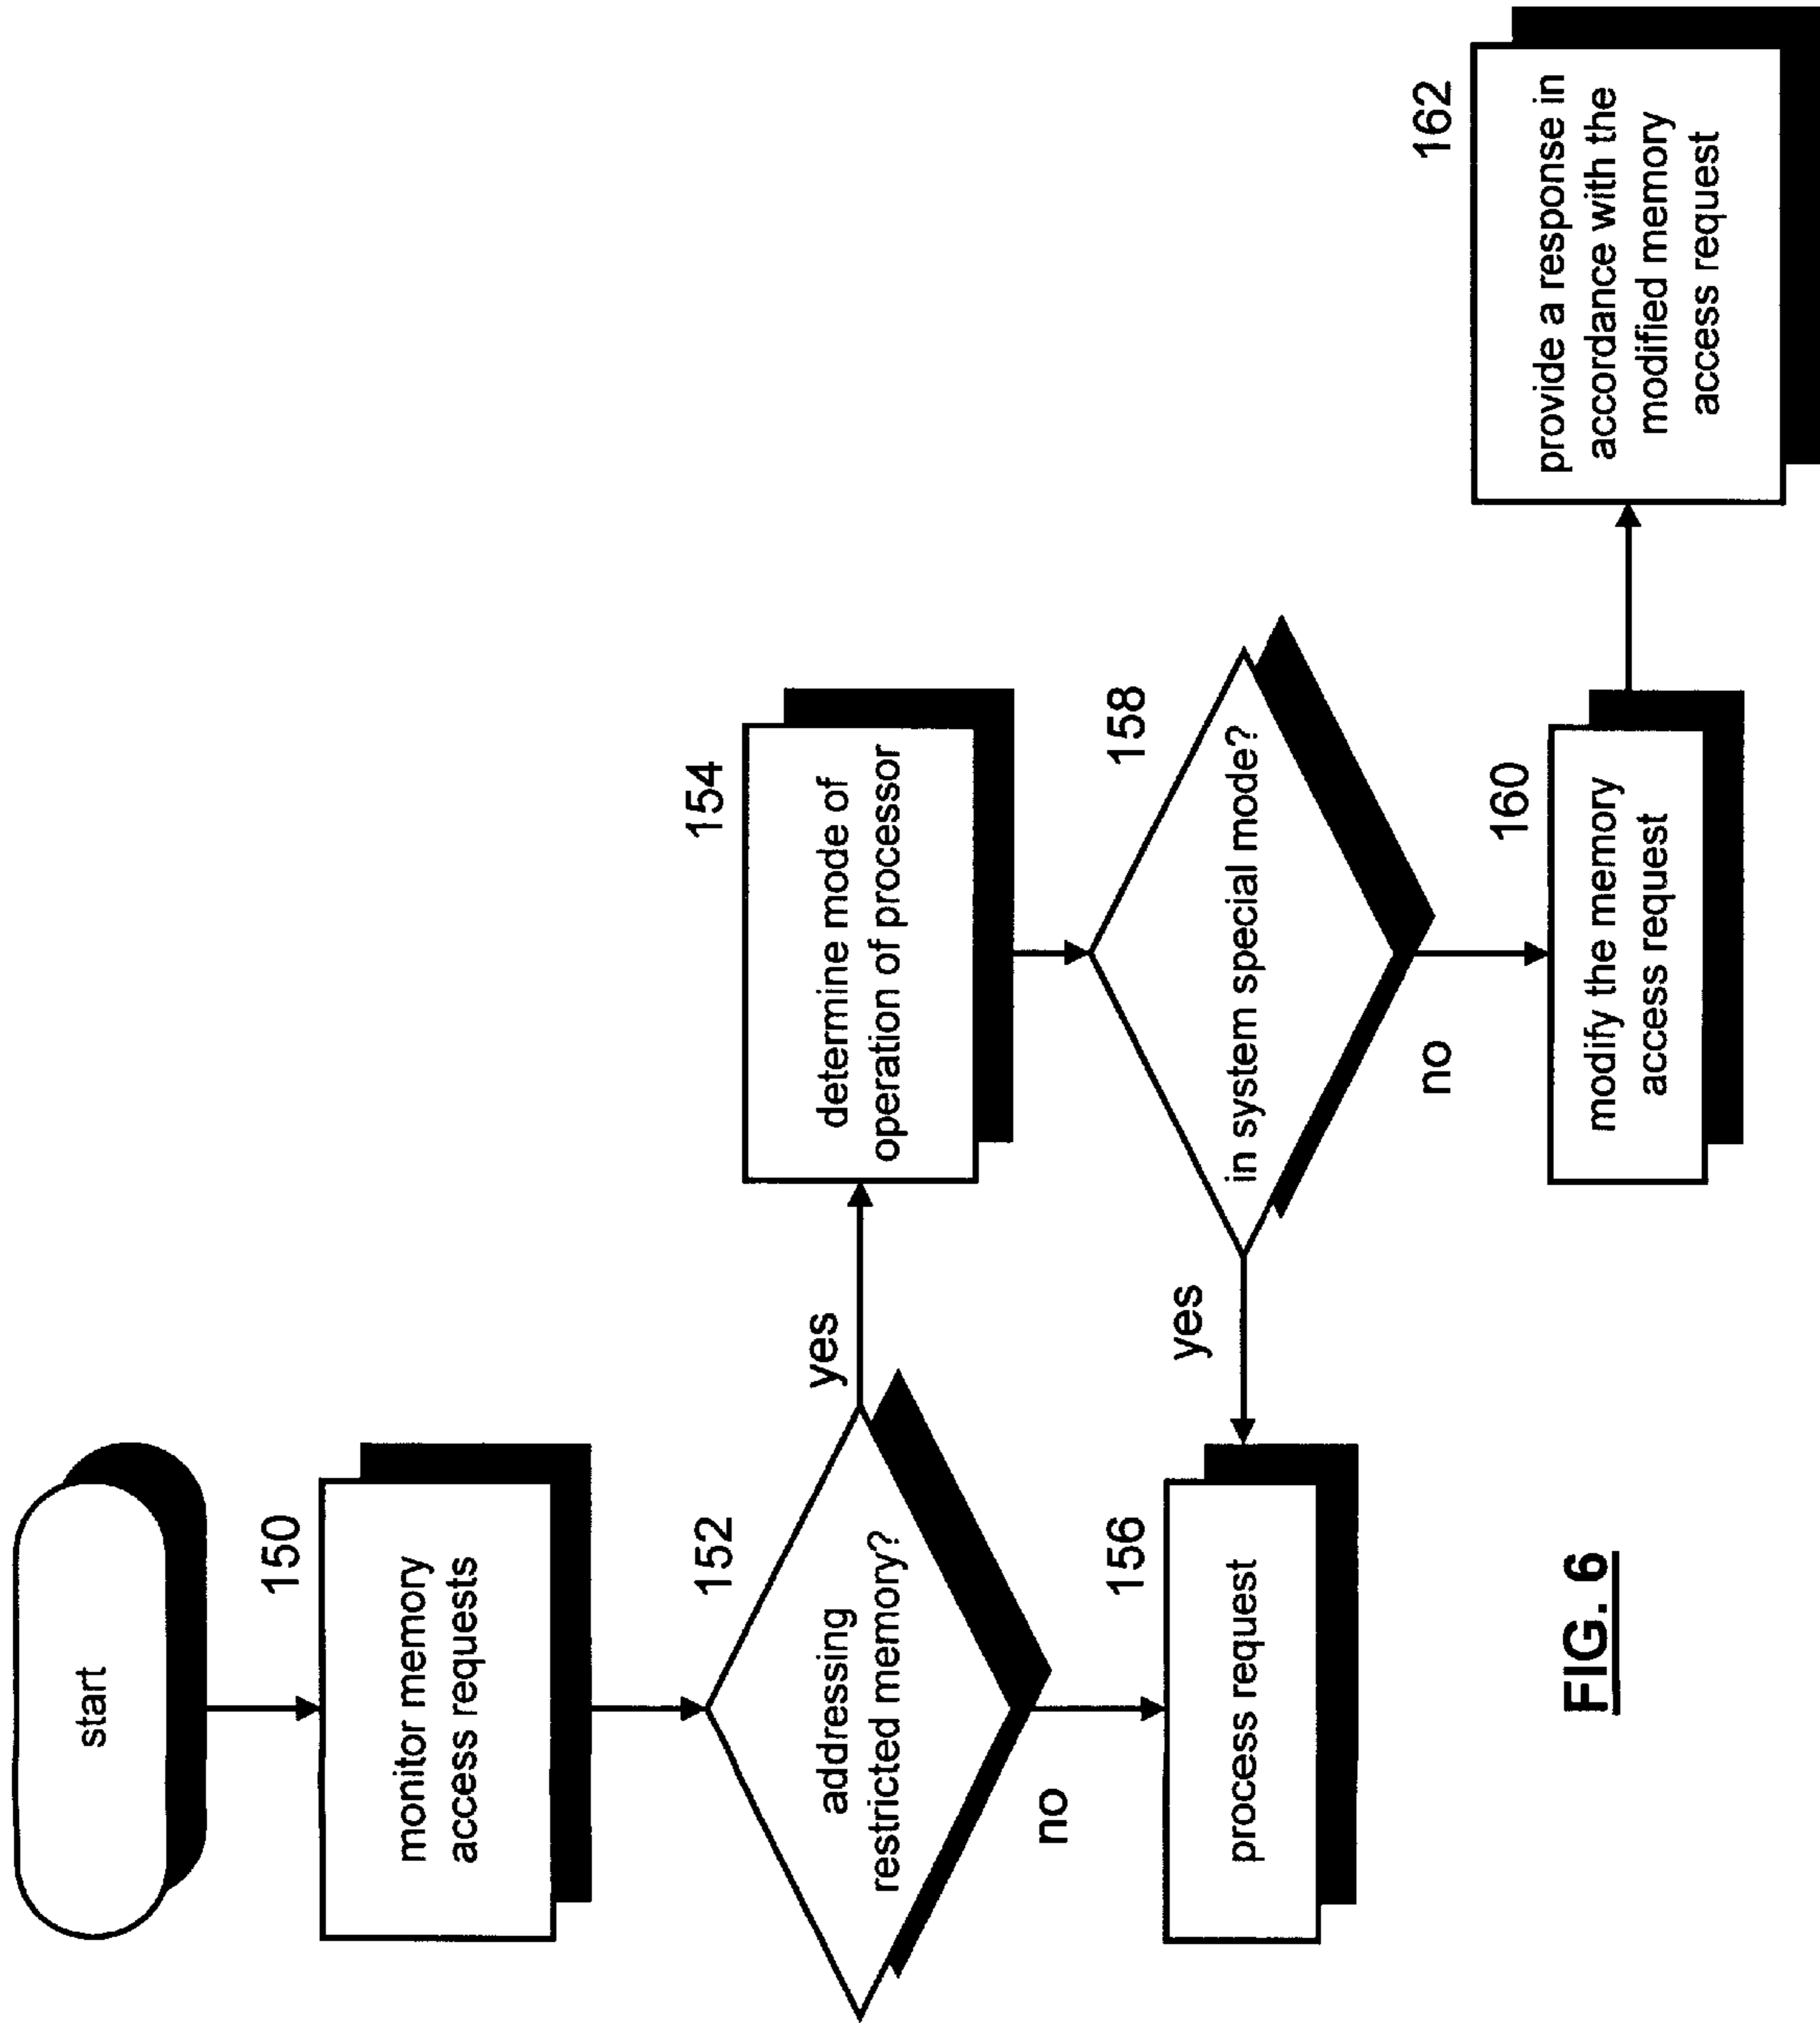 start
150
monitor memory
access requests
152
addressing
restricted memory?
yes
no
154
determine mode of
operation of processor
156
process request
158
in system special mode?
yes
no
160
modify the memory
access request
162
provide a response in
accordance with the
modified memory
access request
FIG. 6